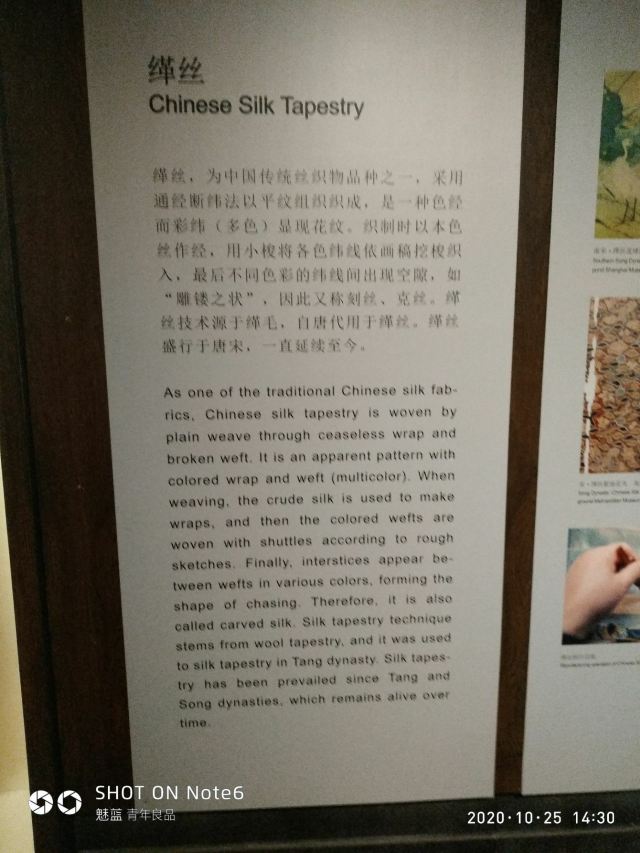 缂丝
Chinese Silk Tapestry
缂丝，为中国传统丝织物品种之一，采用
通经断纬法以平纹组织织成，是一种色经
而彩纬（多色）显现花纹。织制时以本色
丝作经，用小梭将各色纬线依画稿挖梭织
入，最后不同色彩的纬线间出现空隙，如
“雕镂之状”，因此又称刻丝、克丝。缂
丝技术源于缂毛，自唐代用于缂丝。缂丝
盛行于唐宋，一直延续至今。
As one of the traditional Chinese silk fab-
rics, Chinese silk tapestry is woven by
plain weave through ceaseless wrap and
broken weft. It is an apparent pattern with
colored wrap and weft (multicolor). When
weaving, the crude silk is used to make
wraps, and then the colored wefts are
woven with shuttles according to rough
sketches. Finally, interstices appear be-
tween wefts in various colors, forming the
shape of chasing. Therefore, it is also
called carved silk. Silk tapestry technique
stems from wool tapestry, and it was used
to silk tapestry in Tang dynasty. Silk tapes-
try has been prevailed since Tang and
Song dynasties, which remains alive over
time.
SHOT ON Note6
魅蓝 青年良品
2020·10·25 14:30